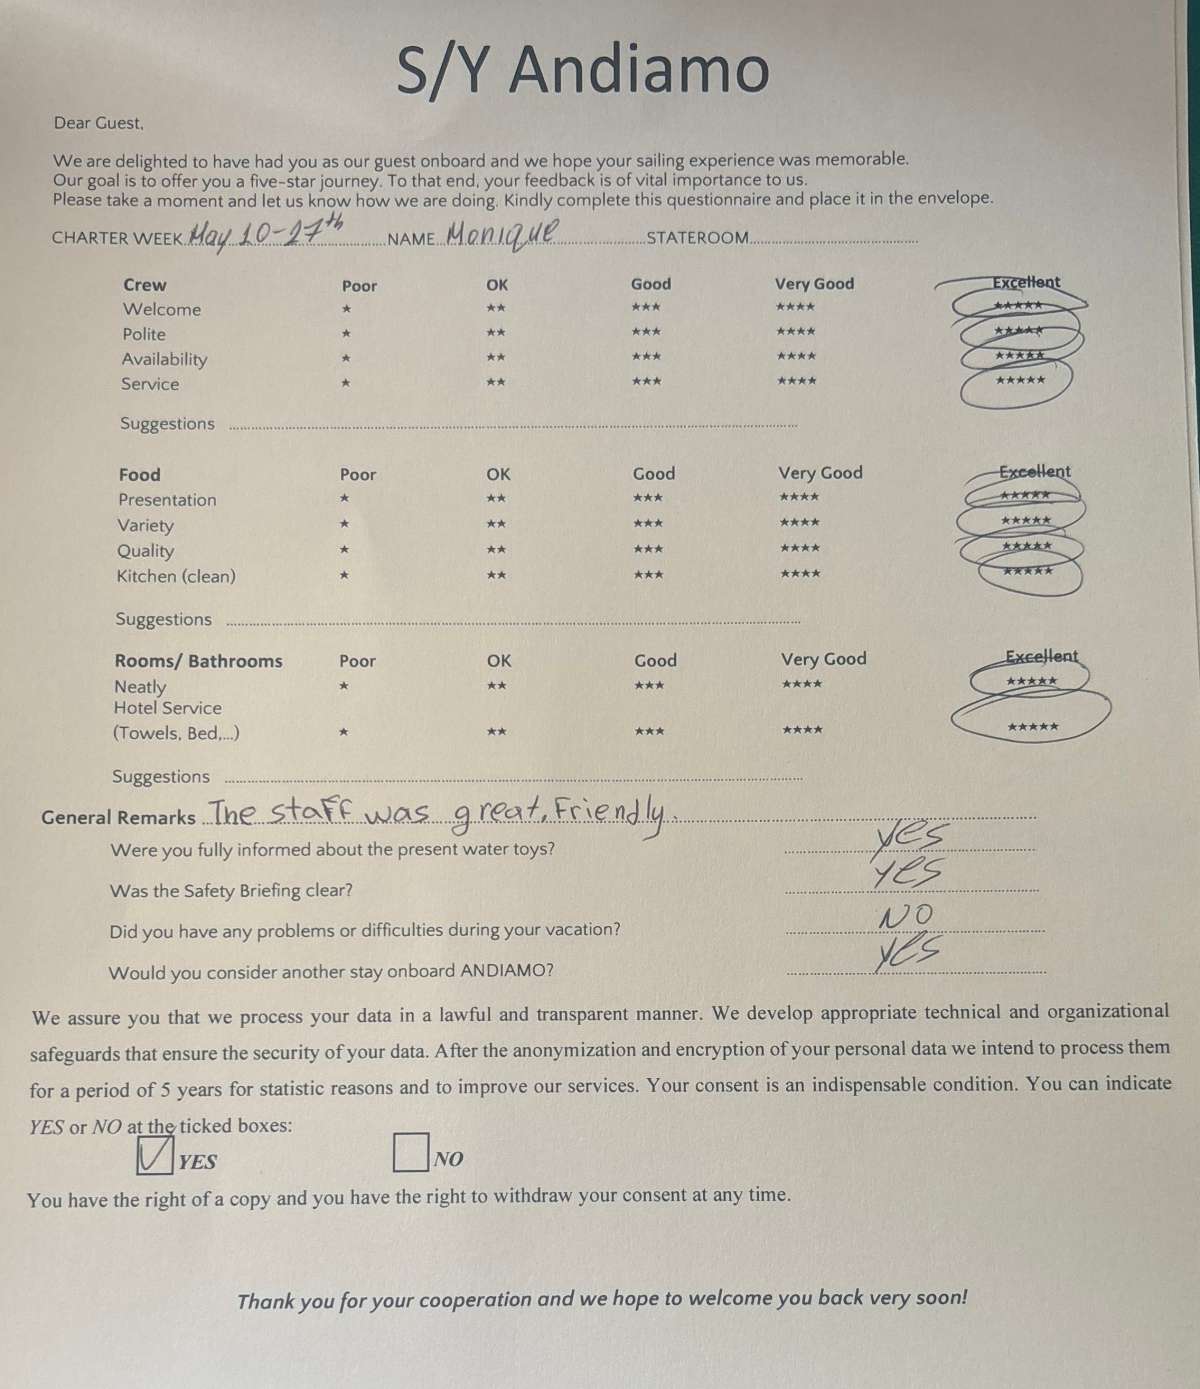 S/Y Andiamo
Dear Guest,
We are delighted to have had you as our guest onboard and we hope your sailing experience was memorable.
Our goal is to offer you a five-star journey. To that end, your feedback is of vital importance to us.
Please take a moment and let us know how we are doing. Kindly complete this questionnaire and place it in the envelope.
CHARTER WEEK May 10-27th NAME Monique STATEROOM
Crew Poor OK Good Very Good Excellent
Welcome ★ ★★ ★★★ ★★★★ ★★★★★
Polite ★ ★★ ★★★ ★★★★ ★★★★★
Availability ★ ★★ ★★★ ★★★★ ★★★★★
Service ★ ★★ ★★★ ★★★★ ★★★★★
Suggestions
Food Poor OK Good Very Good Excellent
Presentation ★ ★★ ★★★ ★★★★ ★★★★★
Variety ★ ★★ ★★★ ★★★★ ★★★★★
Quality ★ ★★ ★★★ ★★★★ ★★★★★
Kitchen (clean) ★ ★★ ★★★ ★★★★ ★★★★★
Suggestions
Rooms/ Bathrooms Poor OK Good Very Good Excellent
Neatly ★ ★★ ★★★ ★★★★ ★★★★★
Hotel Service
(Towels, Bed,...) ★ ★★ ★★★ ★★★★ ★★★★★
Suggestions
General Remarks The staff was great, Friendly.
Were you fully informed about the present water toys? yes
Was the Safety Briefing clear? yes
Did you have any problems or difficulties during your vacation? NO
Would you consider another stay onboard ANDIAMO? yes
We assure you that we process your data in a lawful and transparent manner. We develop appropriate technical and organizational
safeguards that ensure the security of your data. After the anonymization and encryption of your personal data we intend to process them
for a period of 5 years for statistic reasons and to improve our services. Your consent is an indispensable condition. You can indicate
YES or NO at the ticked boxes:
YES NO
You have the right of a copy and you have the right to withdraw your consent at any time.
Thank you for your cooperation and we hope to welcome you back very soon!